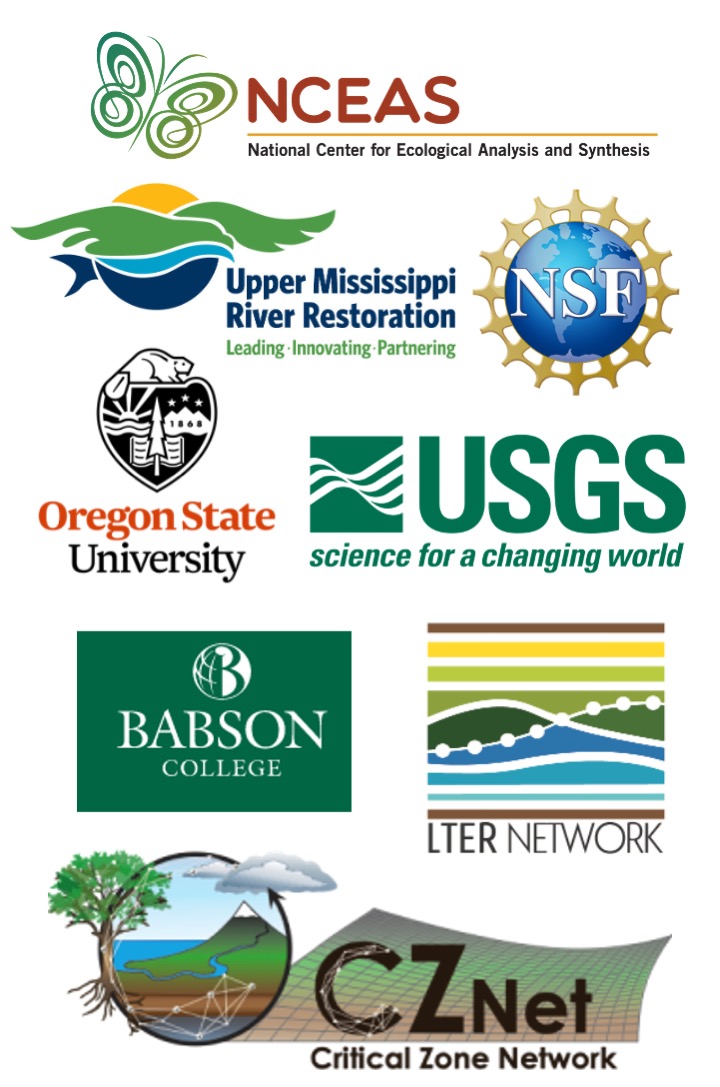 NCEAS
National Center for Ecological Analysis and Synthesis
Upper Mississippi
River Restoration
Leading·Innovating·Partnering
NSF
1868
Oregon State
University
USGS
science for a changing world
B
BABSON
COLLEGE
LTER NETWORK
CZNet
Critical Zone Network